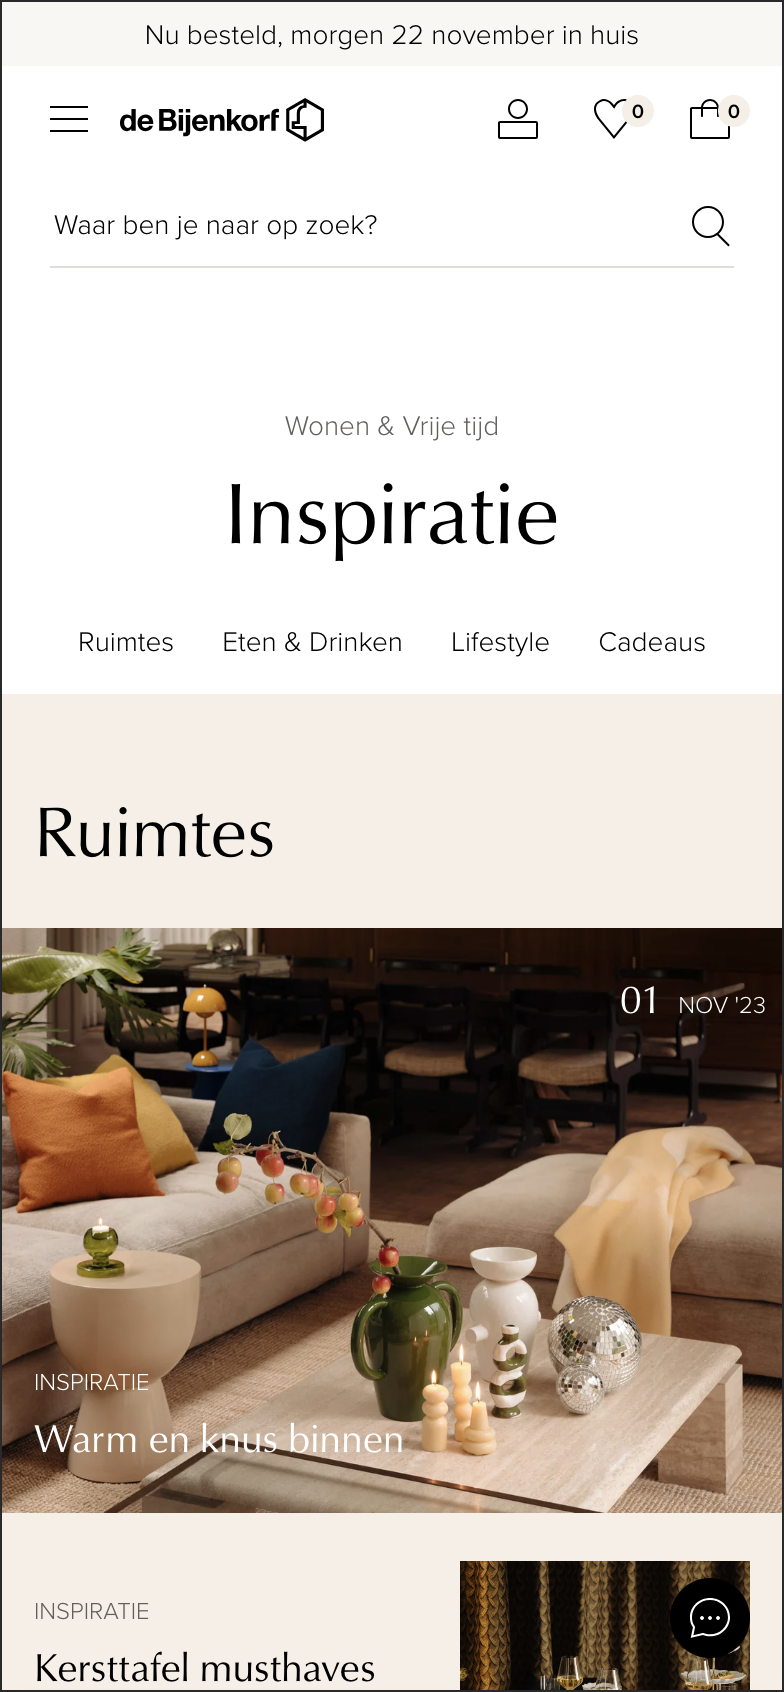 Nu besteld, morgen 22 november in huis
de Bijenkorf
0
0
Waar ben je naar op zoek?
Wonen & Vrije tijd
Inspiratie
Ruimtes
Eten & Drinken
Lifestyle
Cadeaus
Ruimtes
01 NOV '23
INSPIRATIE
Warm en knus binnen
INSPIRATIE
Kersttafel musthaves